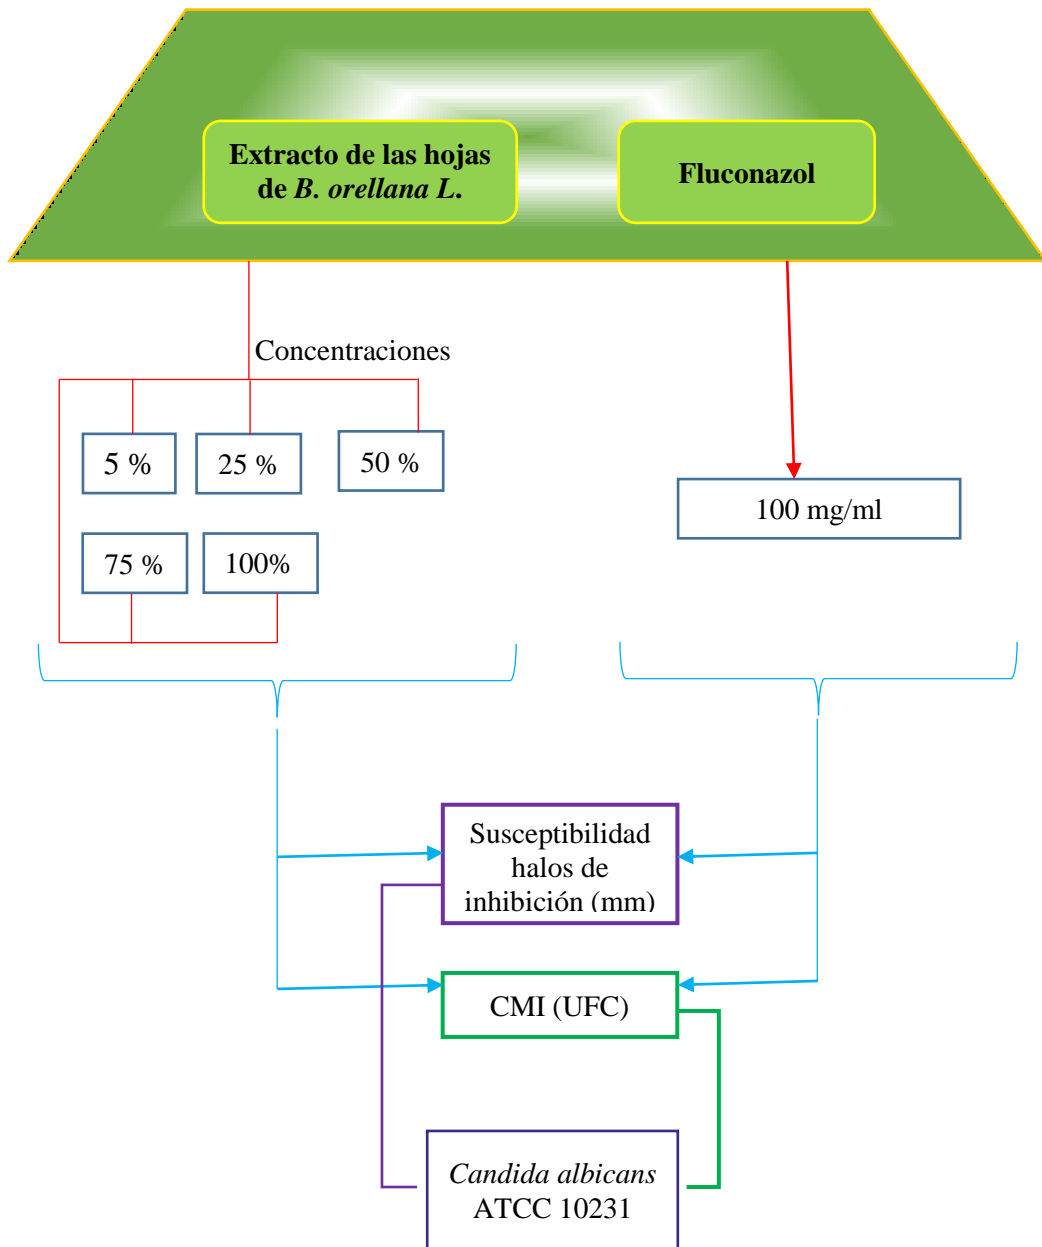 Extracto de las hojas
de B. orellana L.
Fluconazol
Concentraciones
5 %
25 %
50 %
75 %
100%
100 mg/ml
Susceptibilidad
halos de
inhibición (mm)
CMI (UFC)
Candida albicans
ATCC 10231